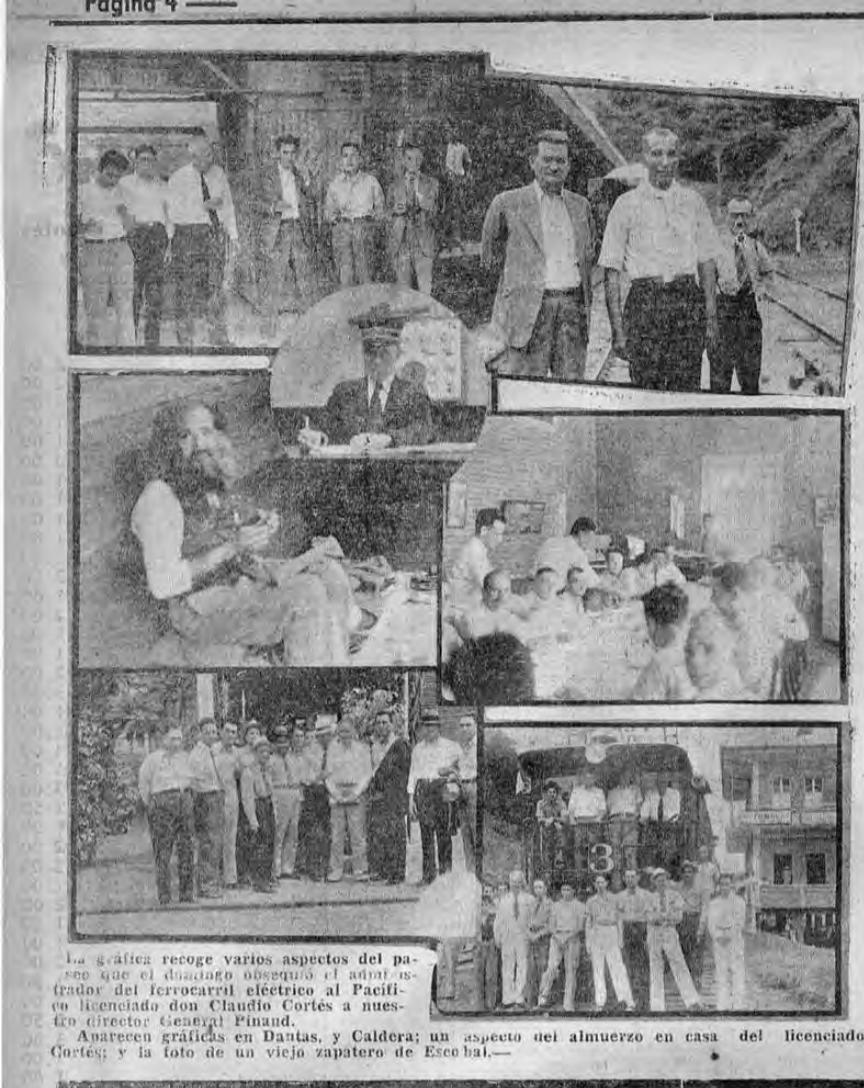 Página 4
3
La gráfica recoge varios aspectos del pa-
seo que el domingo obsequió el adminis-
trador del ferrocarril eléctrico al Pacífi-
co licenciado don Claudio Cortés a nues-
tro director General Pinaud.
Aparecen gráficas en Dantas, y Caldera; un aspecto del almuerzo en casa del licenciado
Cortés; y la foto de un viejo zapatero de Escobal.—